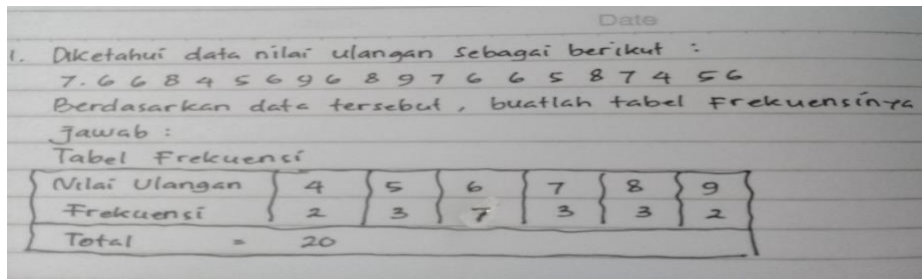 Date
1. Diketahui data nilai ulangan sebagai berikut :
7. 6 6 8 4 5 6 9 6 8 9 7 6 6 5 8 7 4 5 6
Berdasarkan data tersebut, buatlah tabel Frekuensinya
Jawab :
Tabel Frekuensi
Nilai Ulangan 4 5 6 7 8 9
Frekuensi 2 3 7 3 3 2
Total = 20